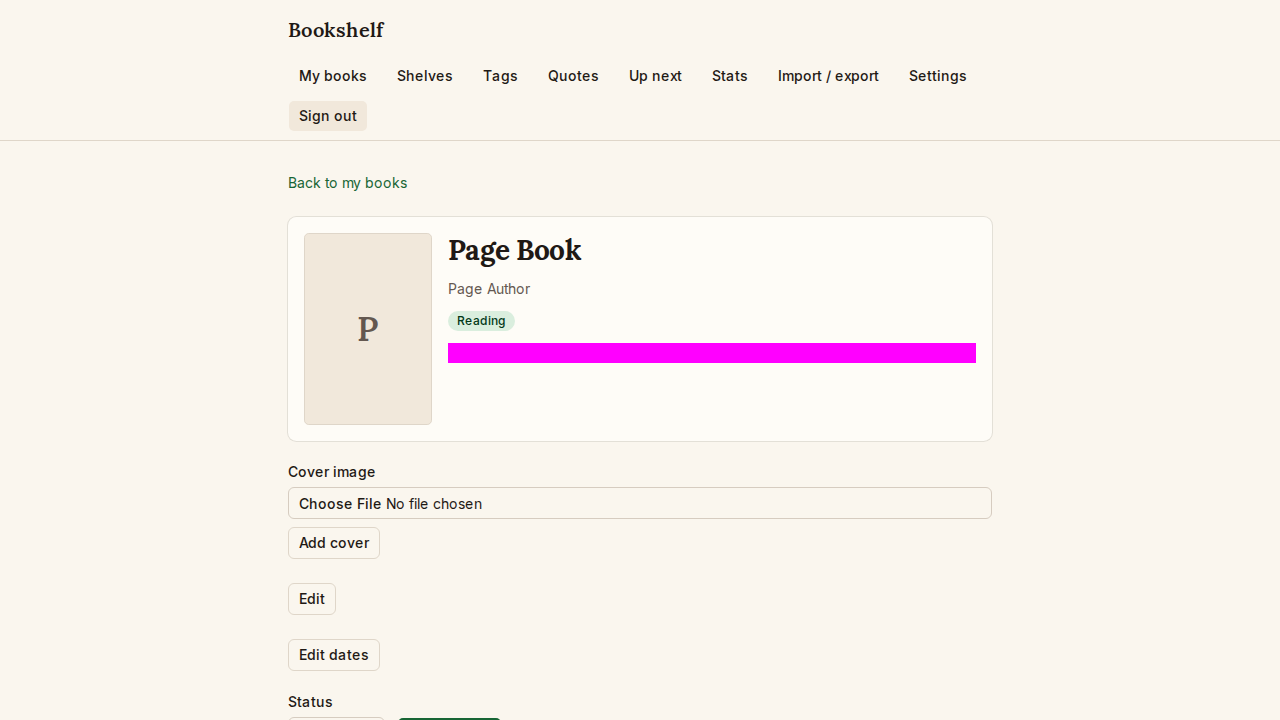 Bookshelf
My books Shelves Tags Quotes Up next Stats Import / export Settings
Sign out
Back to my books
P
Page Book
Page Author
Reading
Cover image
Choose File No file chosen
Add cover
Edit
Edit dates
Status